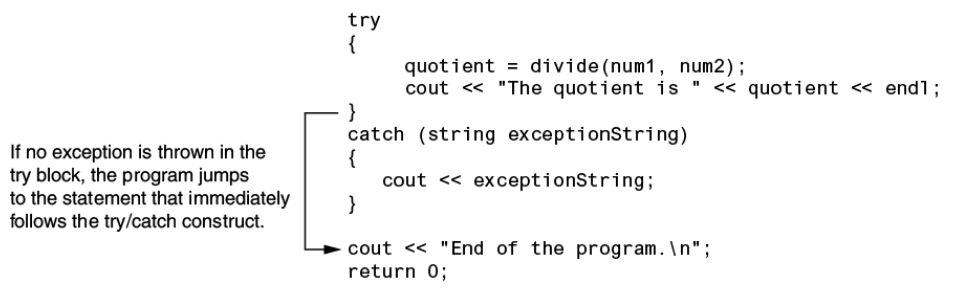 try
{
quotient = divide(num1, num2);
cout << "The quotient is " << quotient << endl;
}
catch (string exceptionString)
{
cout << exceptionString;
}
If no exception is thrown in the
try block, the program jumps
to the statement that immediately
follows the try/catch construct.
cout << "End of the program.\n";
return 0;